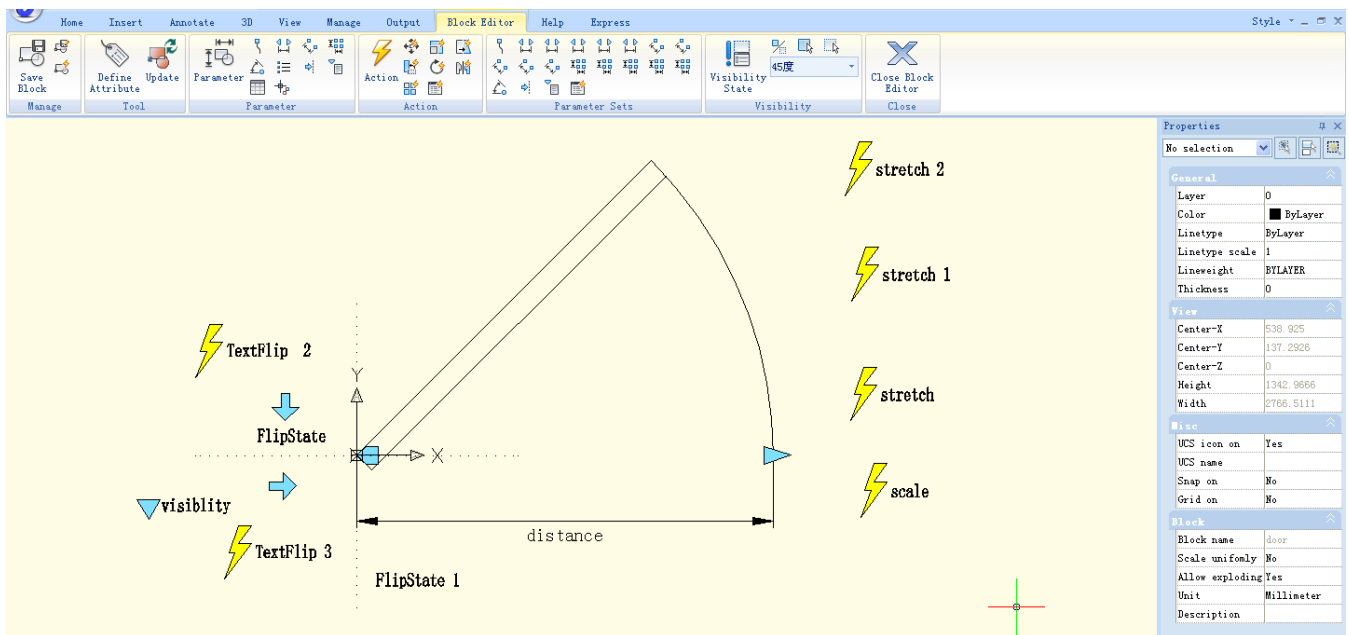 Home Insert Annotate 3D View Manage Output Block Editor Help Express Style
Save Block
Define Attribute
Update
Parameter
Action
Visibility State
45度
Close Block Editor
Manage Tool Parameter Action Parameter Sets Visibility Close
Properties
No selection
General
Layer 0
Color ByLayer
Linetype ByLayer
Linetype scale 1
Lineweight BYLAYER
Thickness 0
View
Center-X 538.925
Center-Y 137.2926
Center-Z 0
Height 1342.9666
Width 2766.5111
Misc
UCS icon on Yes
UCS name
Snap on No
Grid on No
Block
Block name door
Scale unifomly No
Allow exploding Yes
Unit Millimeter
Description
stretch 2
stretch 1
TextFlip 2
Y
stretch
FlipState
X
scale
visiblity
distance
TextFlip 3
FlipState 1